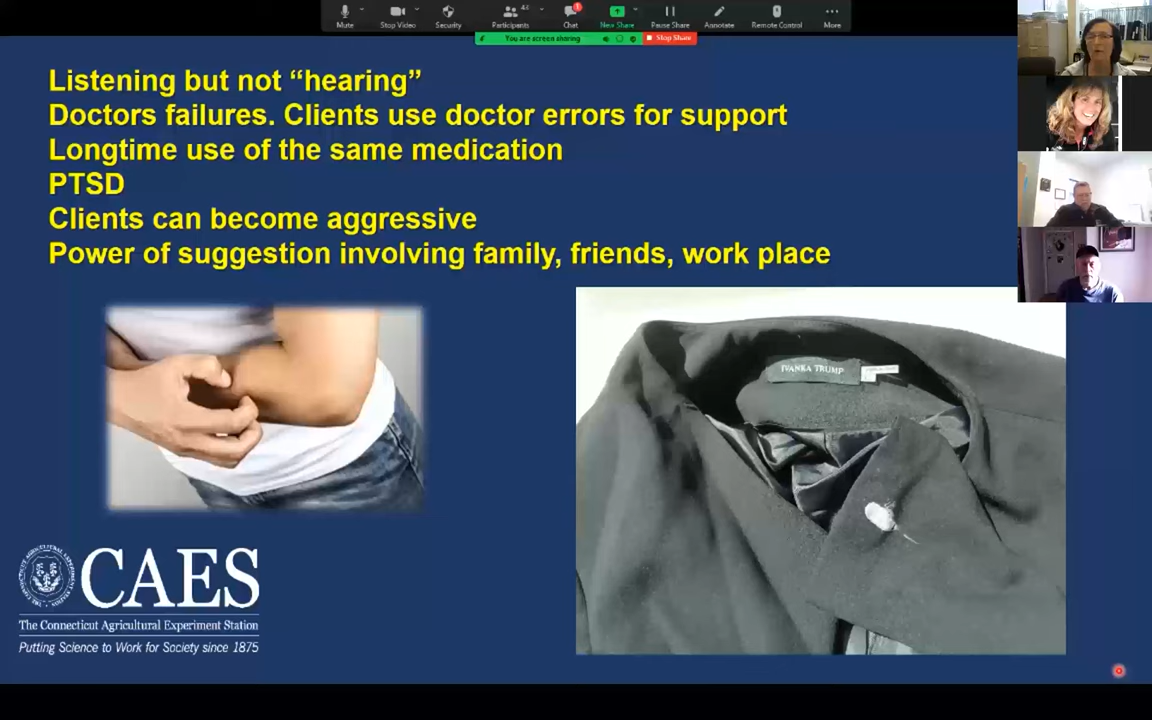 Mute
Stop Video
Security
Participants
43
Chat
1
New Share
Pause Share
Annotate
Remote Control
More
You are screen sharing
Stop Share
Listening but not “hearing”
Doctors failures. Clients use doctor errors for support
Longtime use of the same medication
PTSD
Clients can become aggressive
Power of suggestion involving family, friends, work place
IVANKA TRUMP
CAES
The Connecticut Agricultural Experiment Station
Putting Science to Work for Society since 1875